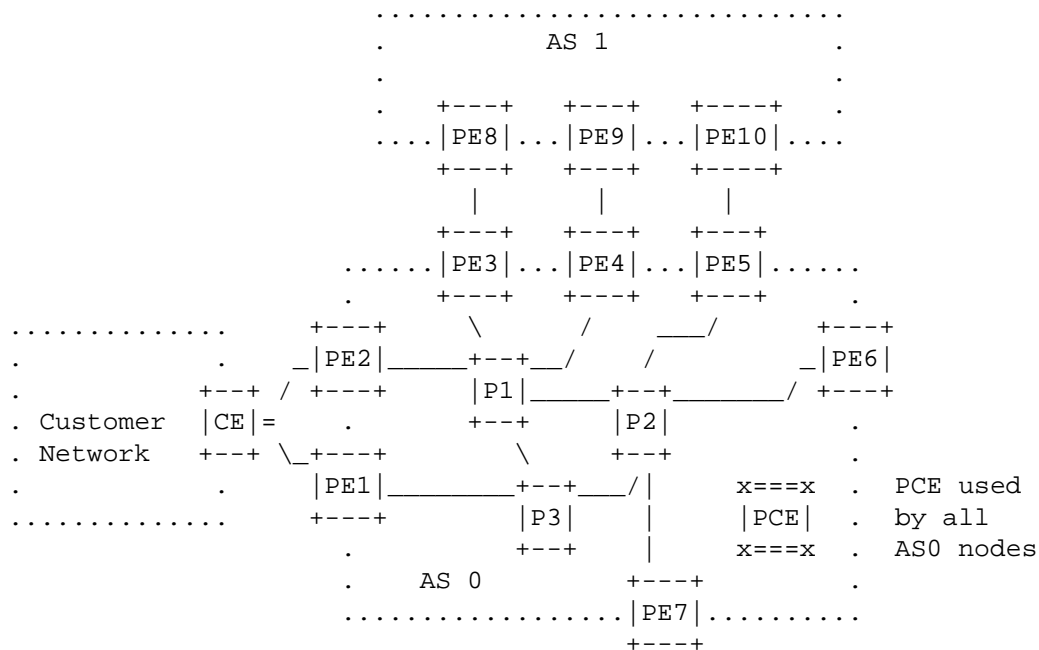 AS 1
PE8 PE9 PE10
PE3 PE4 PE5
PE2 PE6
P1
Customer CE P2
Network
PE1 PCE used
P3 PCE by all
AS0 nodes
AS 0
PE7